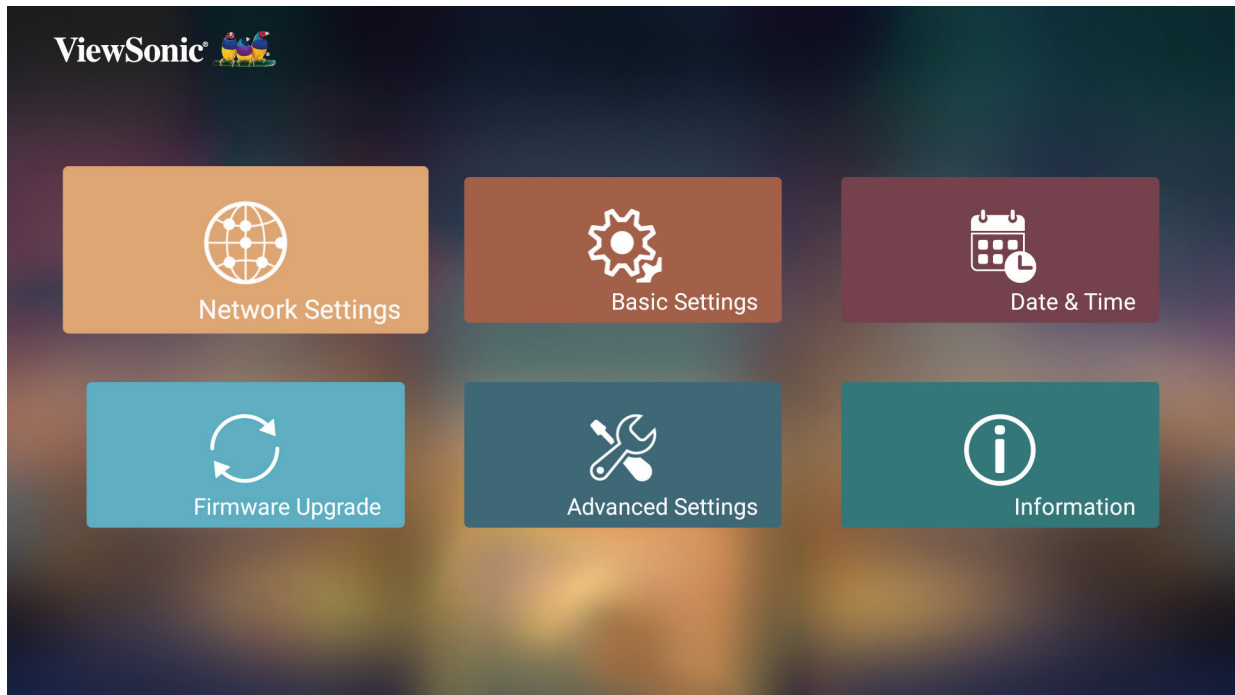 ViewSonic®
Network Settings
Basic Settings
Date & Time
Firmware Upgrade
Advanced Settings
Information